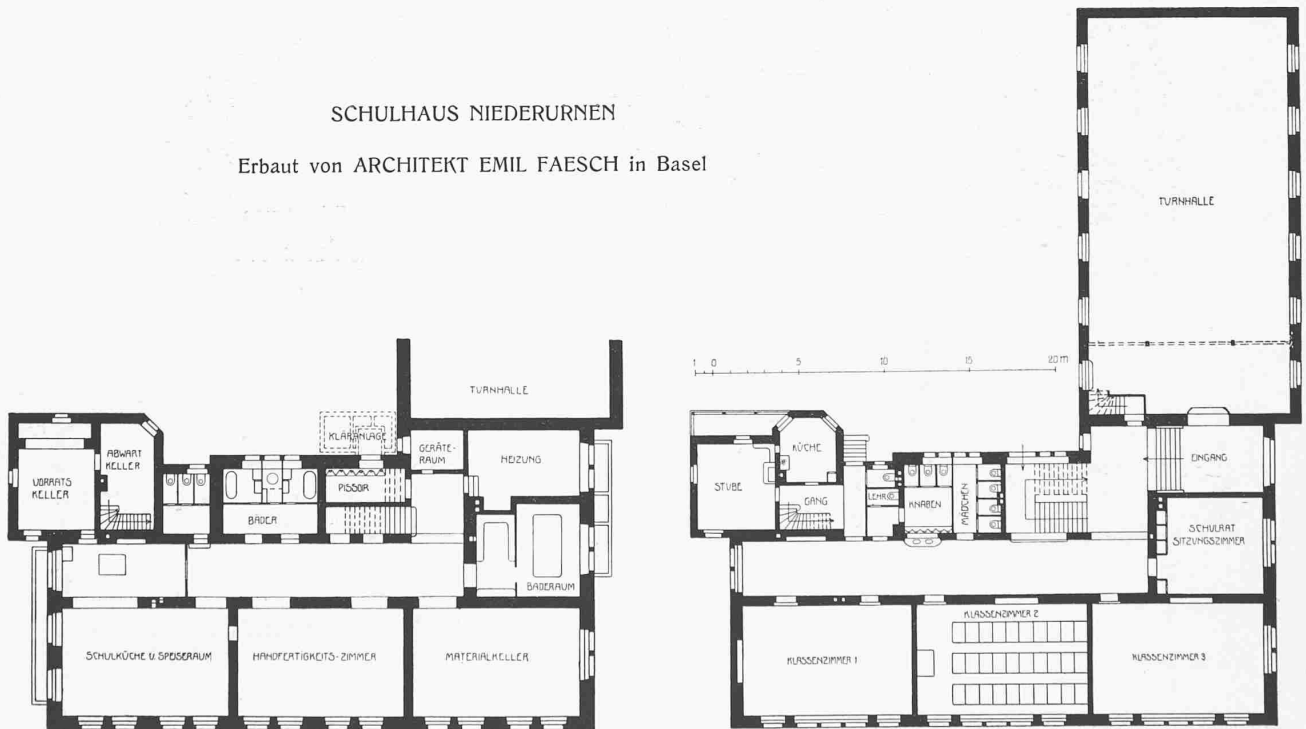 SCHULHAUS NIEDERURNEN
Erbaut von ARCHITEKT EMIL FAESCH in Basel
TURNHALLE
KLÄRANLAGE
GERÄTE-
RAUM
HEIZUNG
ABWART
KELLER
VORRATS
KELLER
PISSOIR
BÄDER
BADERAUM
SCHULKÜCHE U. SPEISERAUM
HANDFERTIGKEITS-ZIMMER
MATERIALKELLER
TURNHALLE
1 0 5 10 15 20 m
KÜCHE
STUBE
GANG
LEHR
KNABEN
MÄDCHEN
EINGANG
SCHULRAT
SITZUNGSZIMMER
KLASSENZIMMER 1
KLASSENZIMMER 2
KLASSENZIMMER 3